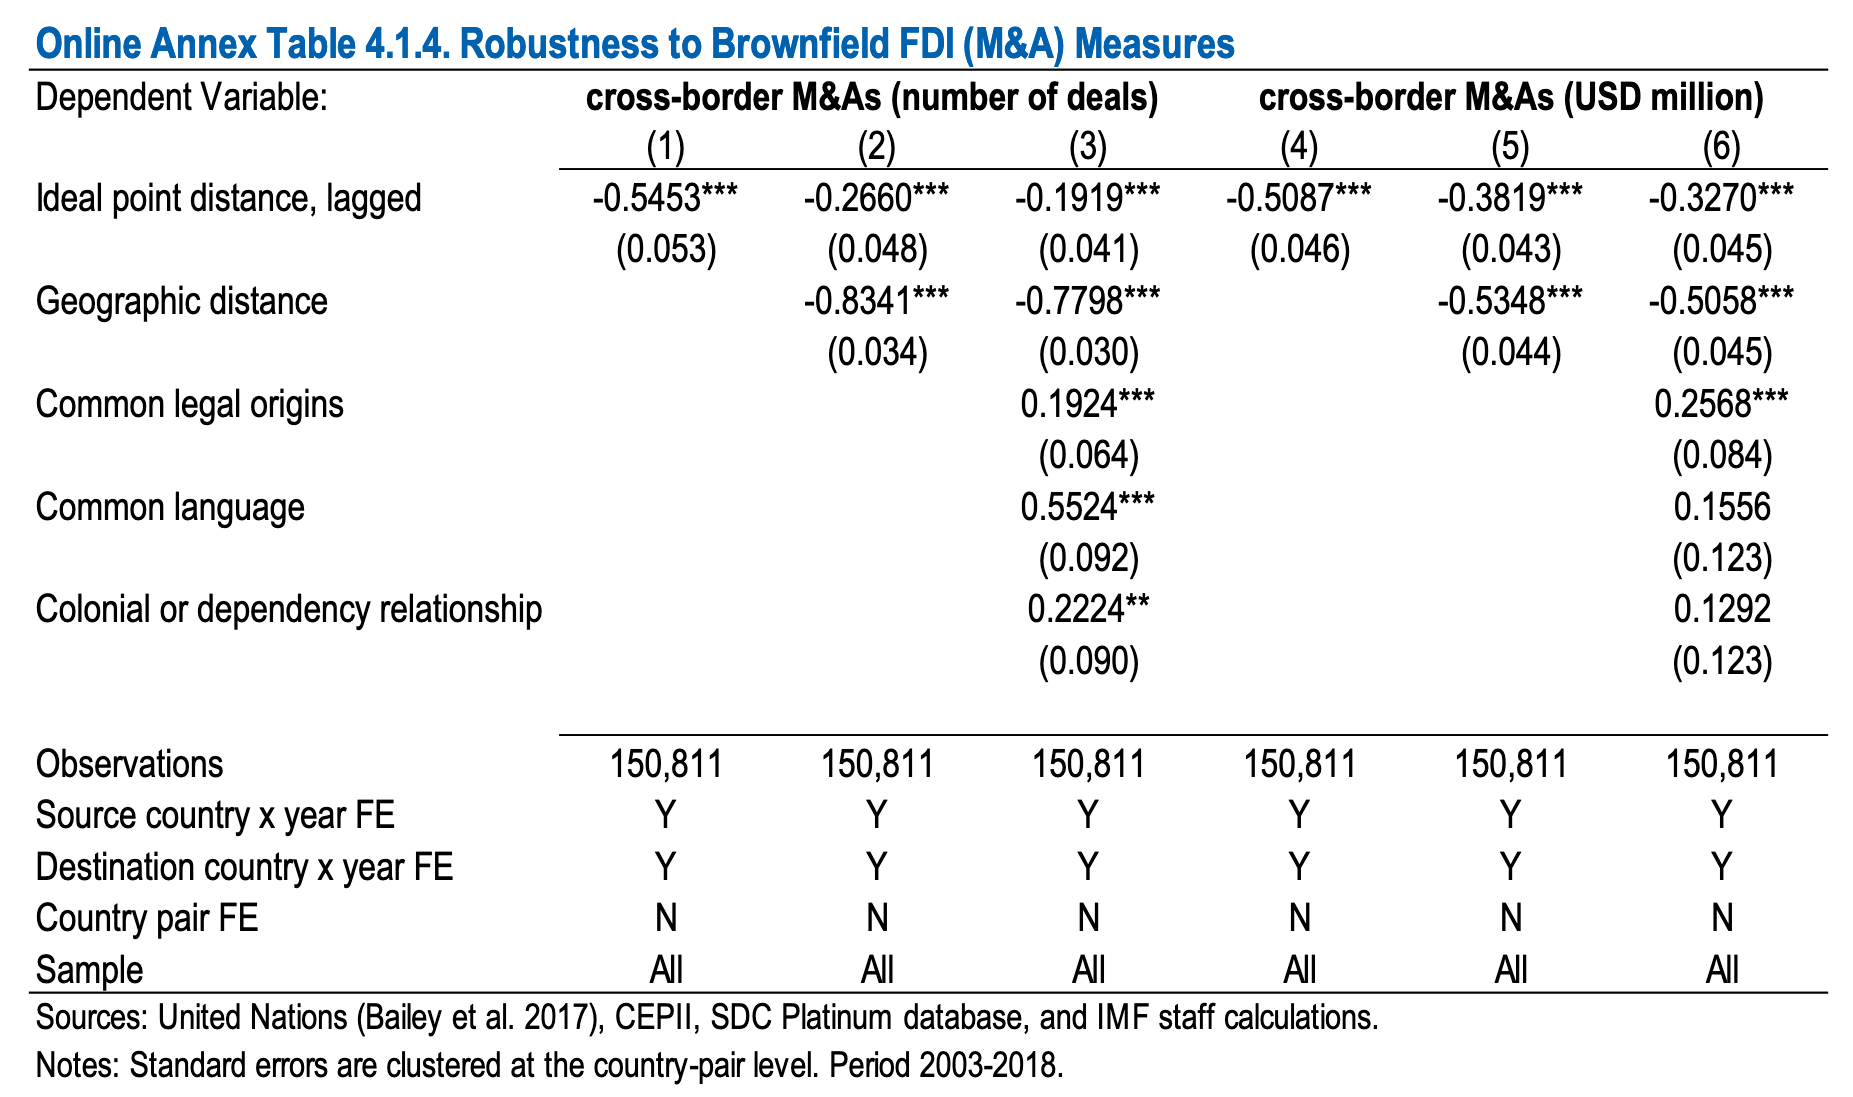 Online Annex Table 4.1.4. Robustness to Brownfield FDI (M&A) Measures
Dependent Variable: cross-border M&As (number of deals) cross-border M&As (USD million)
(1) (2) (3) (4) (5) (6)
Ideal point distance, lagged -0.5453*** -0.2660*** -0.1919*** -0.5087*** -0.3819*** -0.3270***
(0.053) (0.048) (0.041) (0.046) (0.043) (0.045)
Geographic distance -0.8341*** -0.7798*** -0.5348*** -0.5058***
(0.034) (0.030) (0.044) (0.045)
Common legal origins 0.1924*** 0.2568***
(0.064) (0.084)
Common language 0.5524*** 0.1556
(0.092) (0.123)
Colonial or dependency relationship 0.2224** 0.1292
(0.090) (0.123)
Observations 150,811 150,811 150,811 150,811 150,811 150,811
Source country x year FE Y Y Y Y Y Y
Destination country x year FE Y Y Y Y Y Y
Country pair FE N N N N N N
Sample All All All All All All
Sources: United Nations (Bailey et al. 2017), CEPII, SDC Platinum database, and IMF staff calculations.
Notes: Standard errors are clustered at the country-pair level. Period 2003-2018.